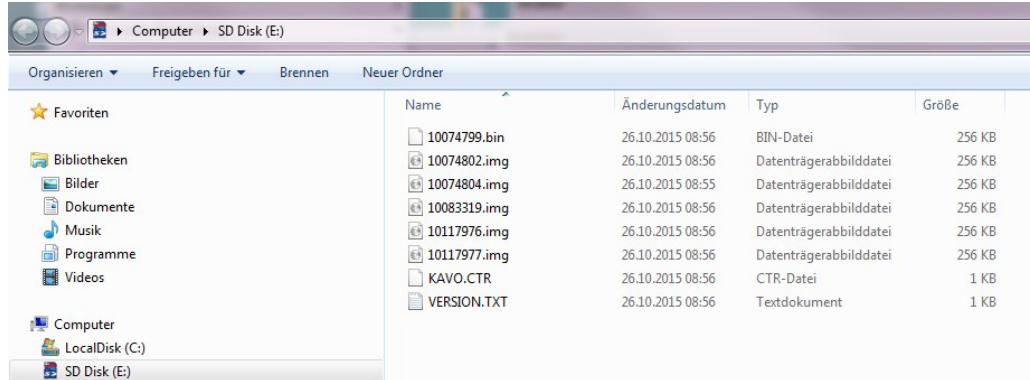 Computer ▸ SD Disk (E:)
Organisieren Freigeben für Brennen Neuer Ordner
Favoriten
Bibliotheken
Bilder
Dokumente
Musik
Programme
Videos
Computer
LocalDisk (C:)
SD Disk (E:)
Name Änderungsdatum Typ Größe
10074799.bin 26.10.2015 08:56 BIN-Datei 256 KB
10074802.img 26.10.2015 08:56 Datenträgerabbilddatei 256 KB
10074804.img 26.10.2015 08:55 Datenträgerabbilddatei 256 KB
10083319.img 26.10.2015 08:56 Datenträgerabbilddatei 256 KB
10117976.img 26.10.2015 08:56 Datenträgerabbilddatei 256 KB
10117977.img 26.10.2015 08:56 Datenträgerabbilddatei 256 KB
KAVO.CTR 26.10.2015 08:56 CTR-Datei 1 KB
VERSION.TXT 26.10.2015 08:56 Textdokument 1 KB